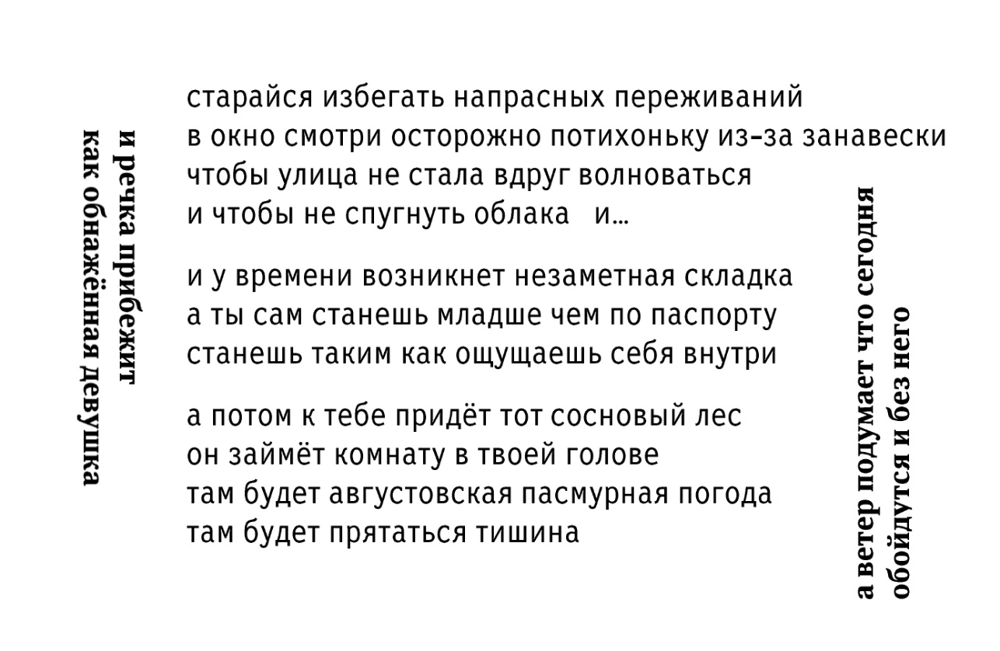 старайся избегать напрасных переживаний
в окно смотри осторожно потихоньку из-за занавески
чтобы улица не стала вдруг волноваться
и чтобы не спугнуть облака   и...
и у времени возникнет незаметная складка
а ты сам станешь младше чем по паспорту
станешь таким как ощущаешь себя внутри
а потом к тебе придёт тот сосновый лес
он займёт комнату в твоей голове
там будет августовская пасмурная погода
там будет прятаться тишина
и речка прибежит
как обнажённая девушка
а ветер подумает что сегодня
обойдутся и без него